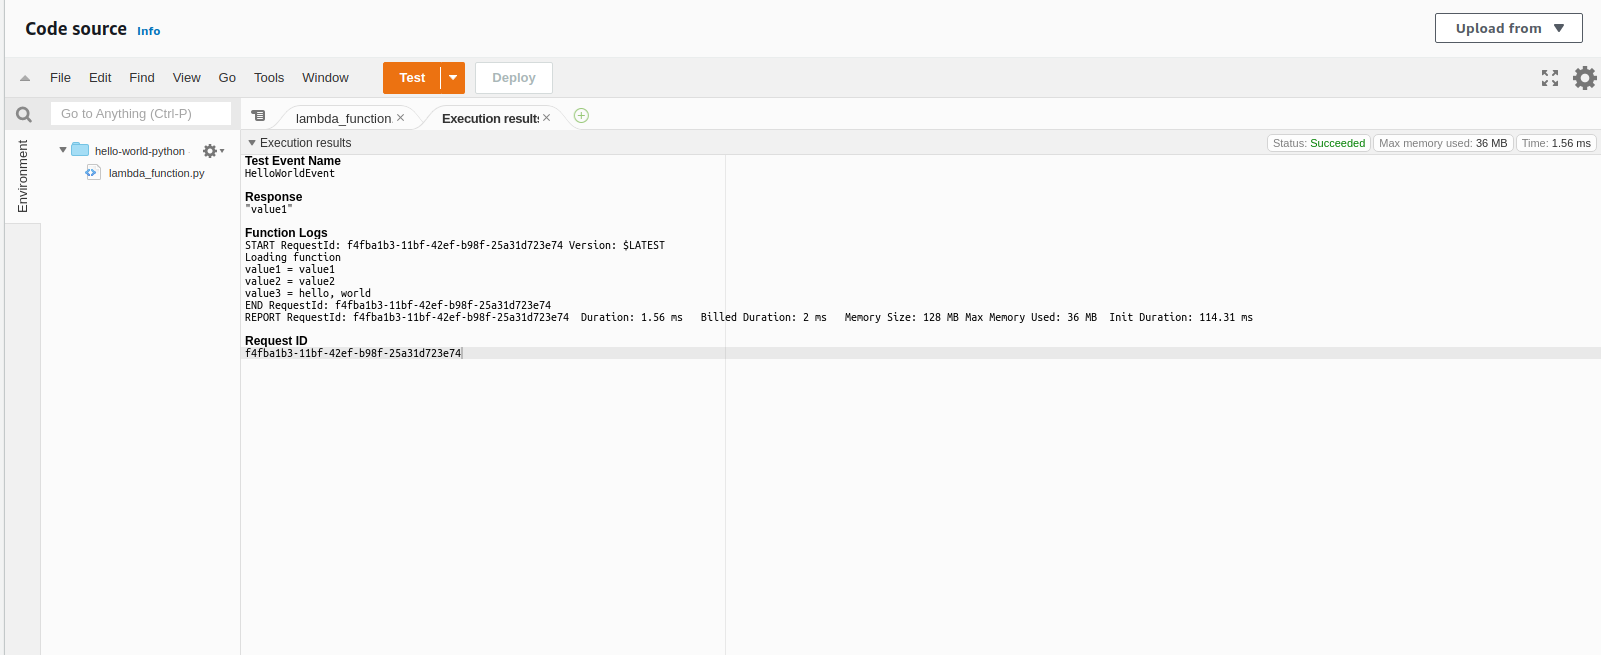 Code source Info
Upload from
File Edit Find View Go Tools Window Test Deploy
Go to Anything (Ctrl-P)
lambda_function. Execution results
Environment
hello-world-python
lambda_function.py
Execution results
Status: Succeeded Max memory used: 36 MB Time: 1.56 ms
Test Event Name
HelloWorldEvent
Response
"value1"
Function Logs
START RequestId: f4fba1b3-11bf-42ef-b98f-25a31d723e74 Version: $LATEST
Loading function
value1 = value1
value2 = value2
value3 = hello, world
END RequestId: f4fba1b3-11bf-42ef-b98f-25a31d723e74
REPORT RequestId: f4fba1b3-11bf-42ef-b98f-25a31d723e74 Duration: 1.56 ms Billed Duration: 2 ms Memory Size: 128 MB Max Memory Used: 36 MB Init Duration: 114.31 ms
Request ID
f4fba1b3-11bf-42ef-b98f-25a31d723e74